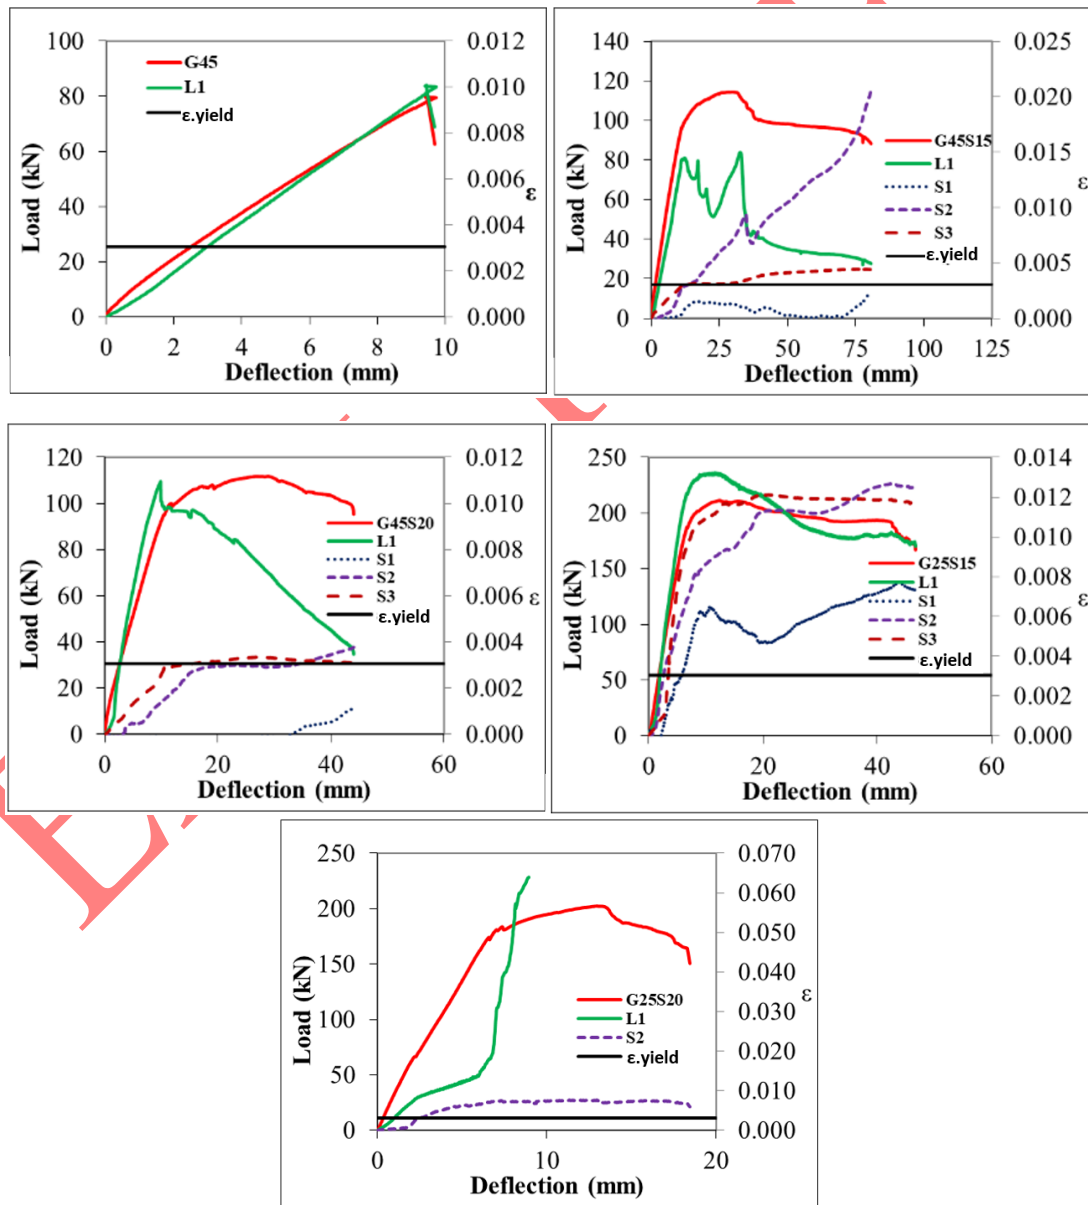 100
80
60
40
20
0
0.012
0.010
0.008
0.006
0.004
0.002
0.000
0 2 4 6 8 10
Load (kN)
Deflection (mm)
ε
G45
L1
ε.yield
140
120
100
80
60
40
20
0
0.025
0.020
0.015
0.010
0.005
0.000
0 25 50 75 100 125
Load (kN)
Deflection (mm)
ε
G45S15
L1
S1
S2
S3
ε.yield
120
100
80
60
40
20
0
0.012
0.010
0.008
0.006
0.004
0.002
0.000
0 20 40 60
Load (kN)
Deflection (mm)
ε
G45S20
L1
S1
S2
S3
ε.yield
250
200
150
100
50
0
0.014
0.012
0.010
0.008
0.006
0.004
0.002
0.000
0 20 40 60
Load (kN)
Deflection (mm)
ε
G25S15
L1
S1
S2
S3
ε.yield
250
200
150
100
50
0
0.070
0.060
0.050
0.040
0.030
0.020
0.010
0.000
0 10 20
Load (kN)
Deflection (mm)
ε
G25S20
L1
S2
ε.yield